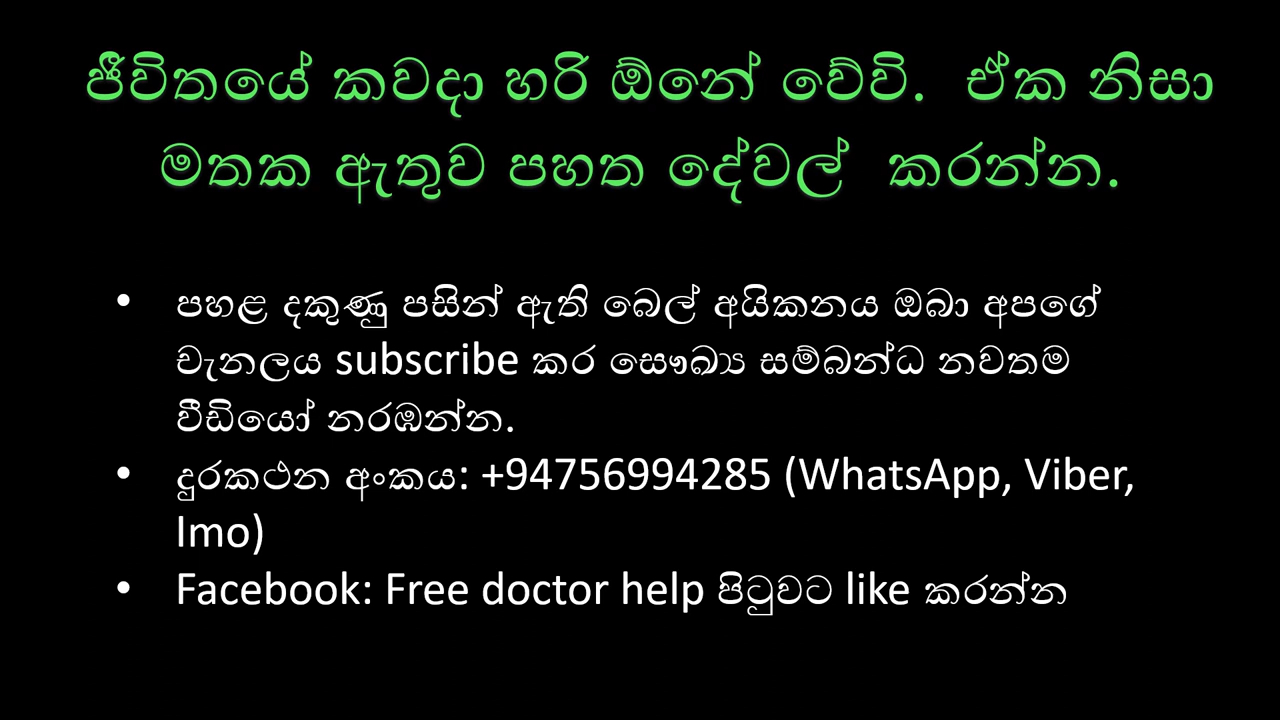 ජීවිතයේ කවදා හරි ඕනේ වේවි. ඒක නිසා
මතක ඇතුව පහත දේවල් කරන්න.
• පහළ දකුණු පසින් ඇති බෙල් අයිකනය ඔබා අපගේ
චැනලය subscribe කර සෞඛ්‍ය සම්බන්ධ නවතම
වීඩියෝ නරඹන්න.
• දුරකථන අංකය: +94756994285 (WhatsApp, Viber,
Imo)
• Facebook: Free doctor help පිටුවට like කරන්න